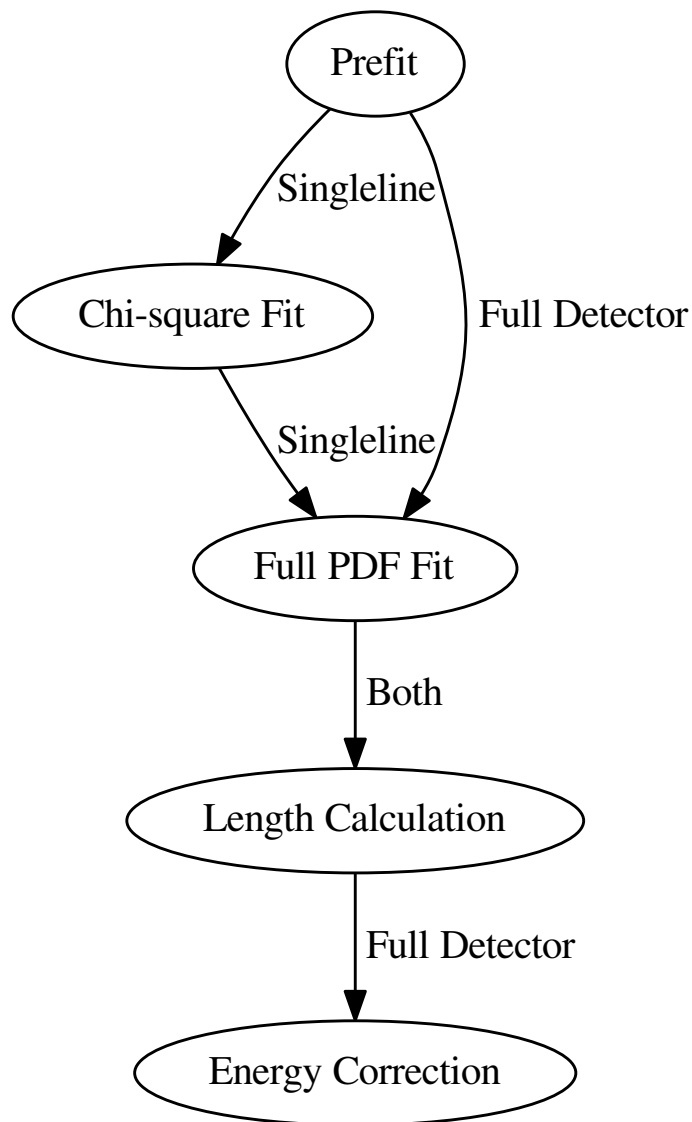 Prefit
Singleline
Chi-square Fit
Full Detector
Singleline
Full PDF Fit
Both
Length Calculation
Full Detector
Energy Correction